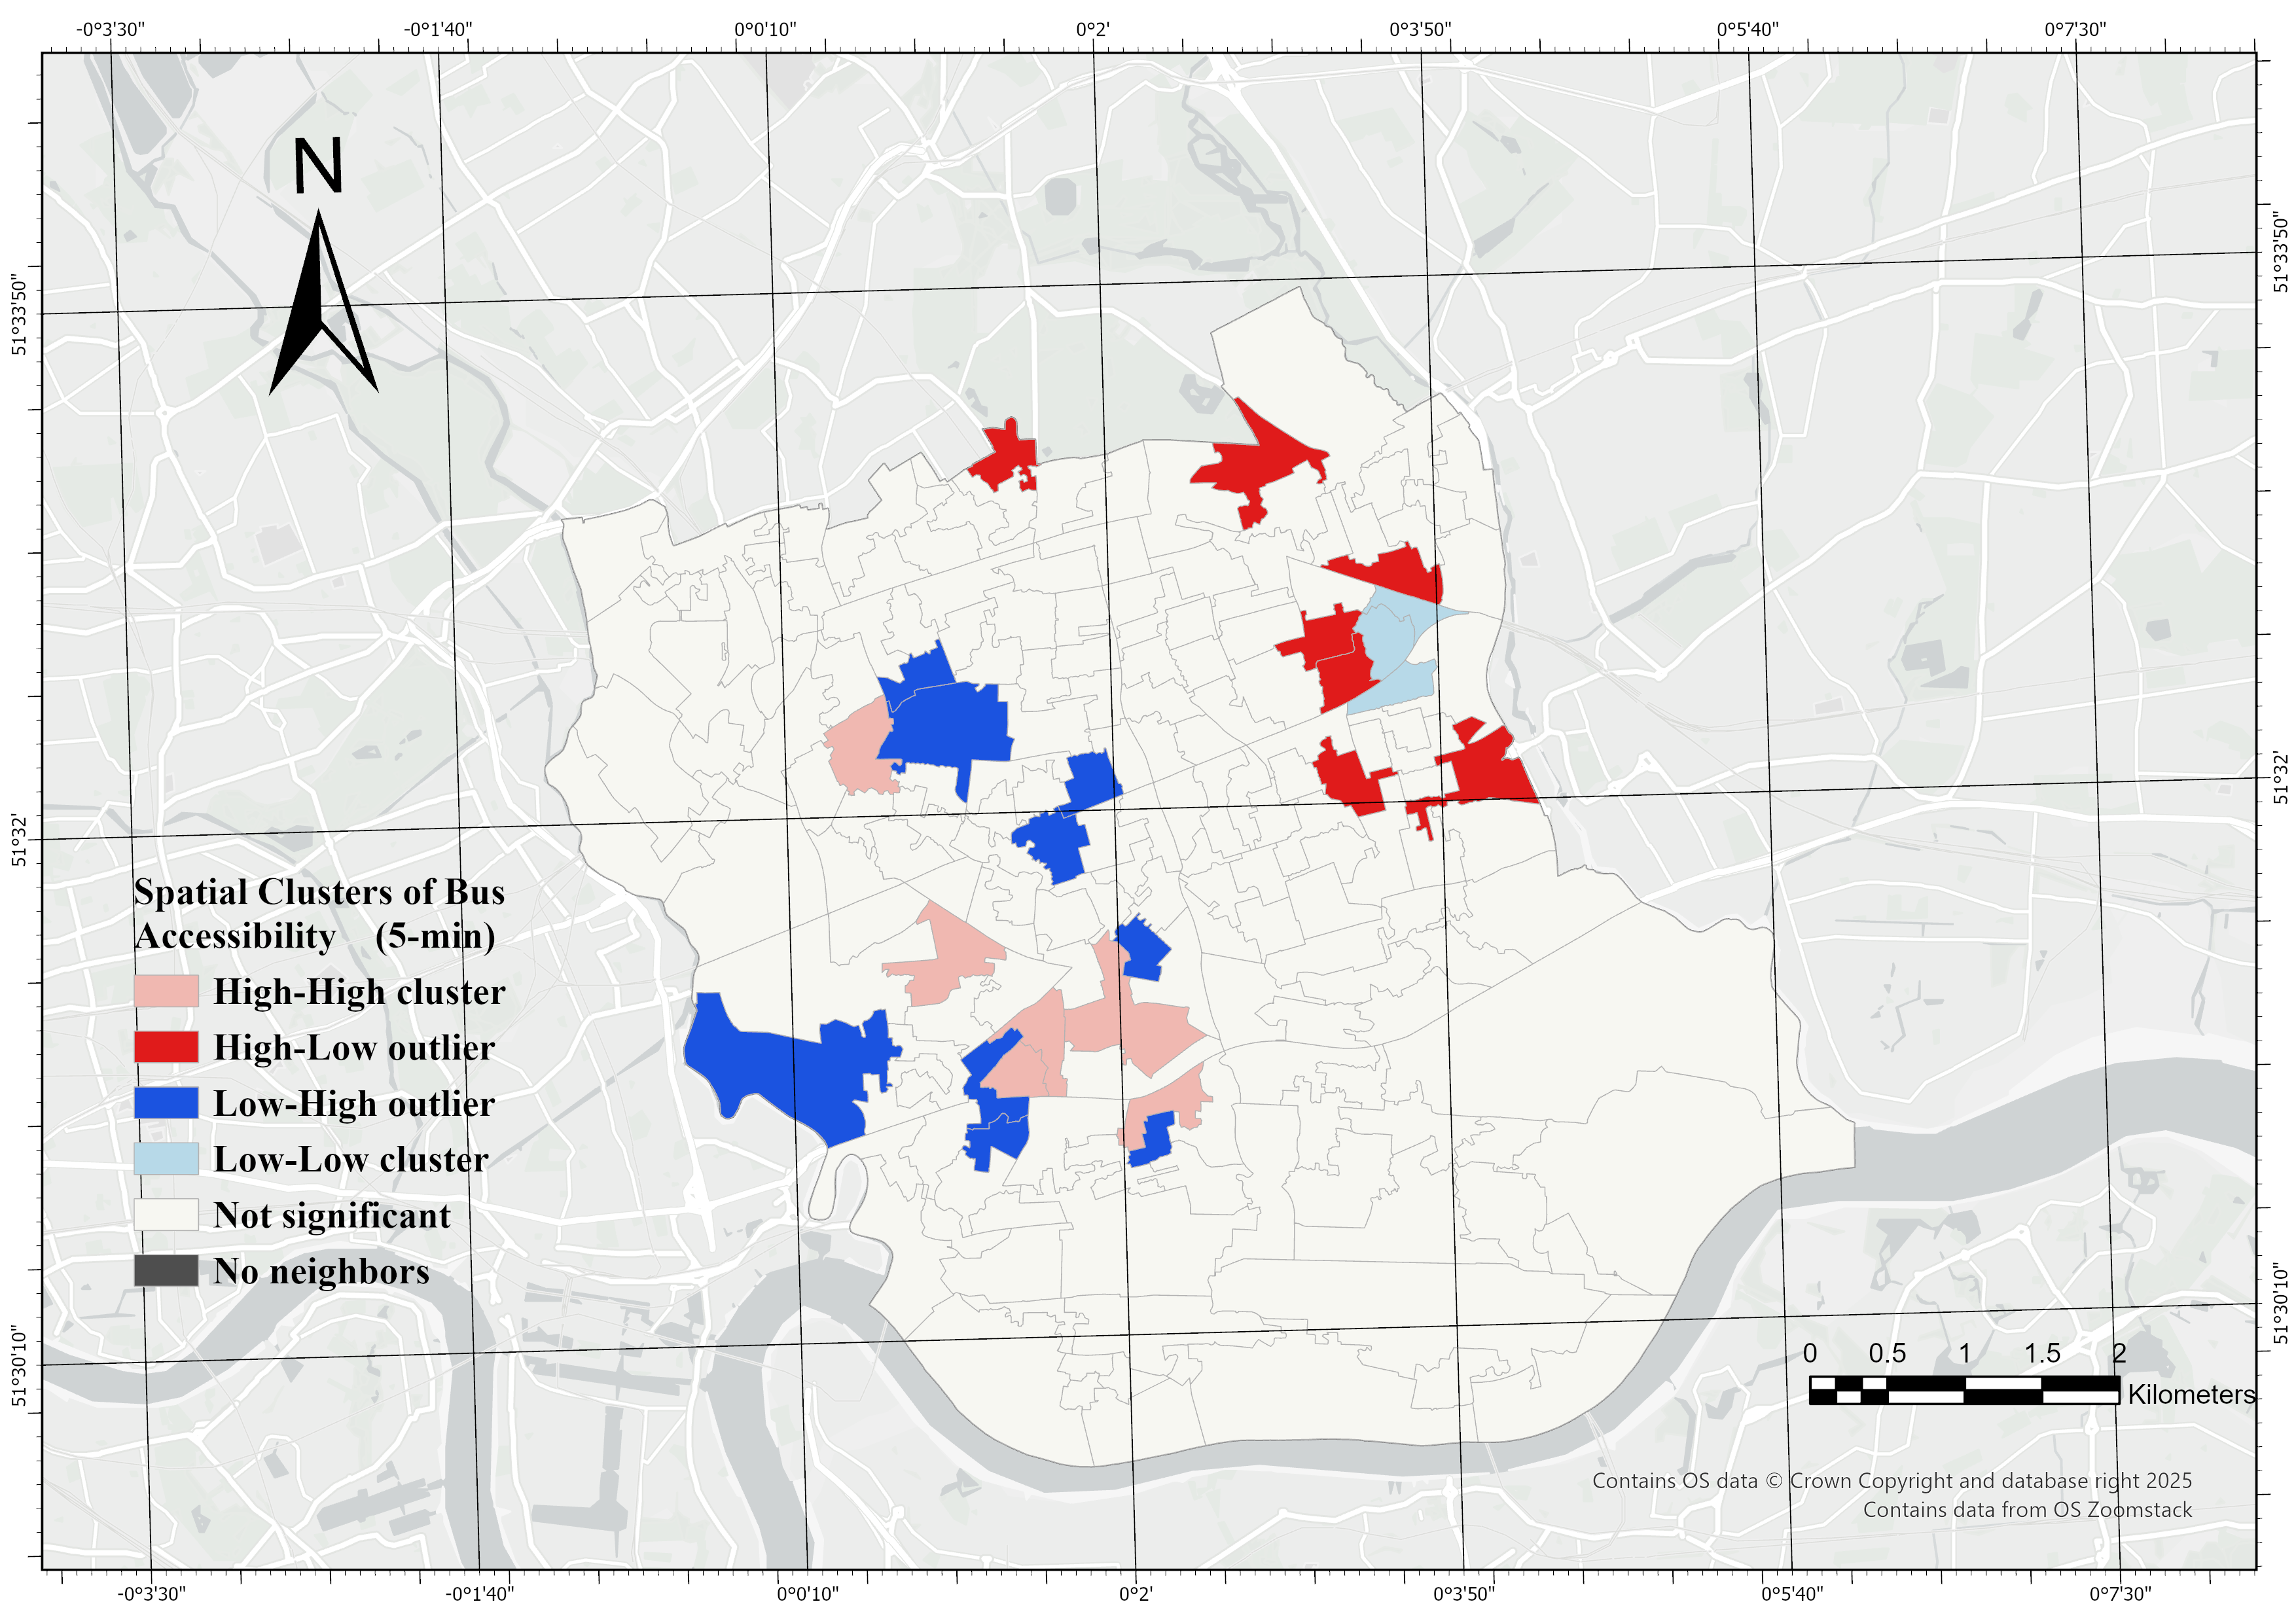 -0°3'30" -0°1'40" 0°0'10" 0°2' 0°3'50" 0°5'40" 0°7'30"
N
51°33'50" 51°33'50"
51°32' 51°32'
Spatial Clusters of Bus
Accessibility (5-min)
High-High cluster
High-Low outlier
Low-High outlier
Low-Low cluster
Not significant
No neighbors
51°30'10" 51°30'10"
0 0.5 1 1.5 2
Kilometers
Contains OS data © Crown Copyright and database right 2025
Contains data from OS Zoomstack
-0°3'30" -0°1'40" 0°0'10" 0°2' 0°3'50" 0°5'40" 0°7'30"